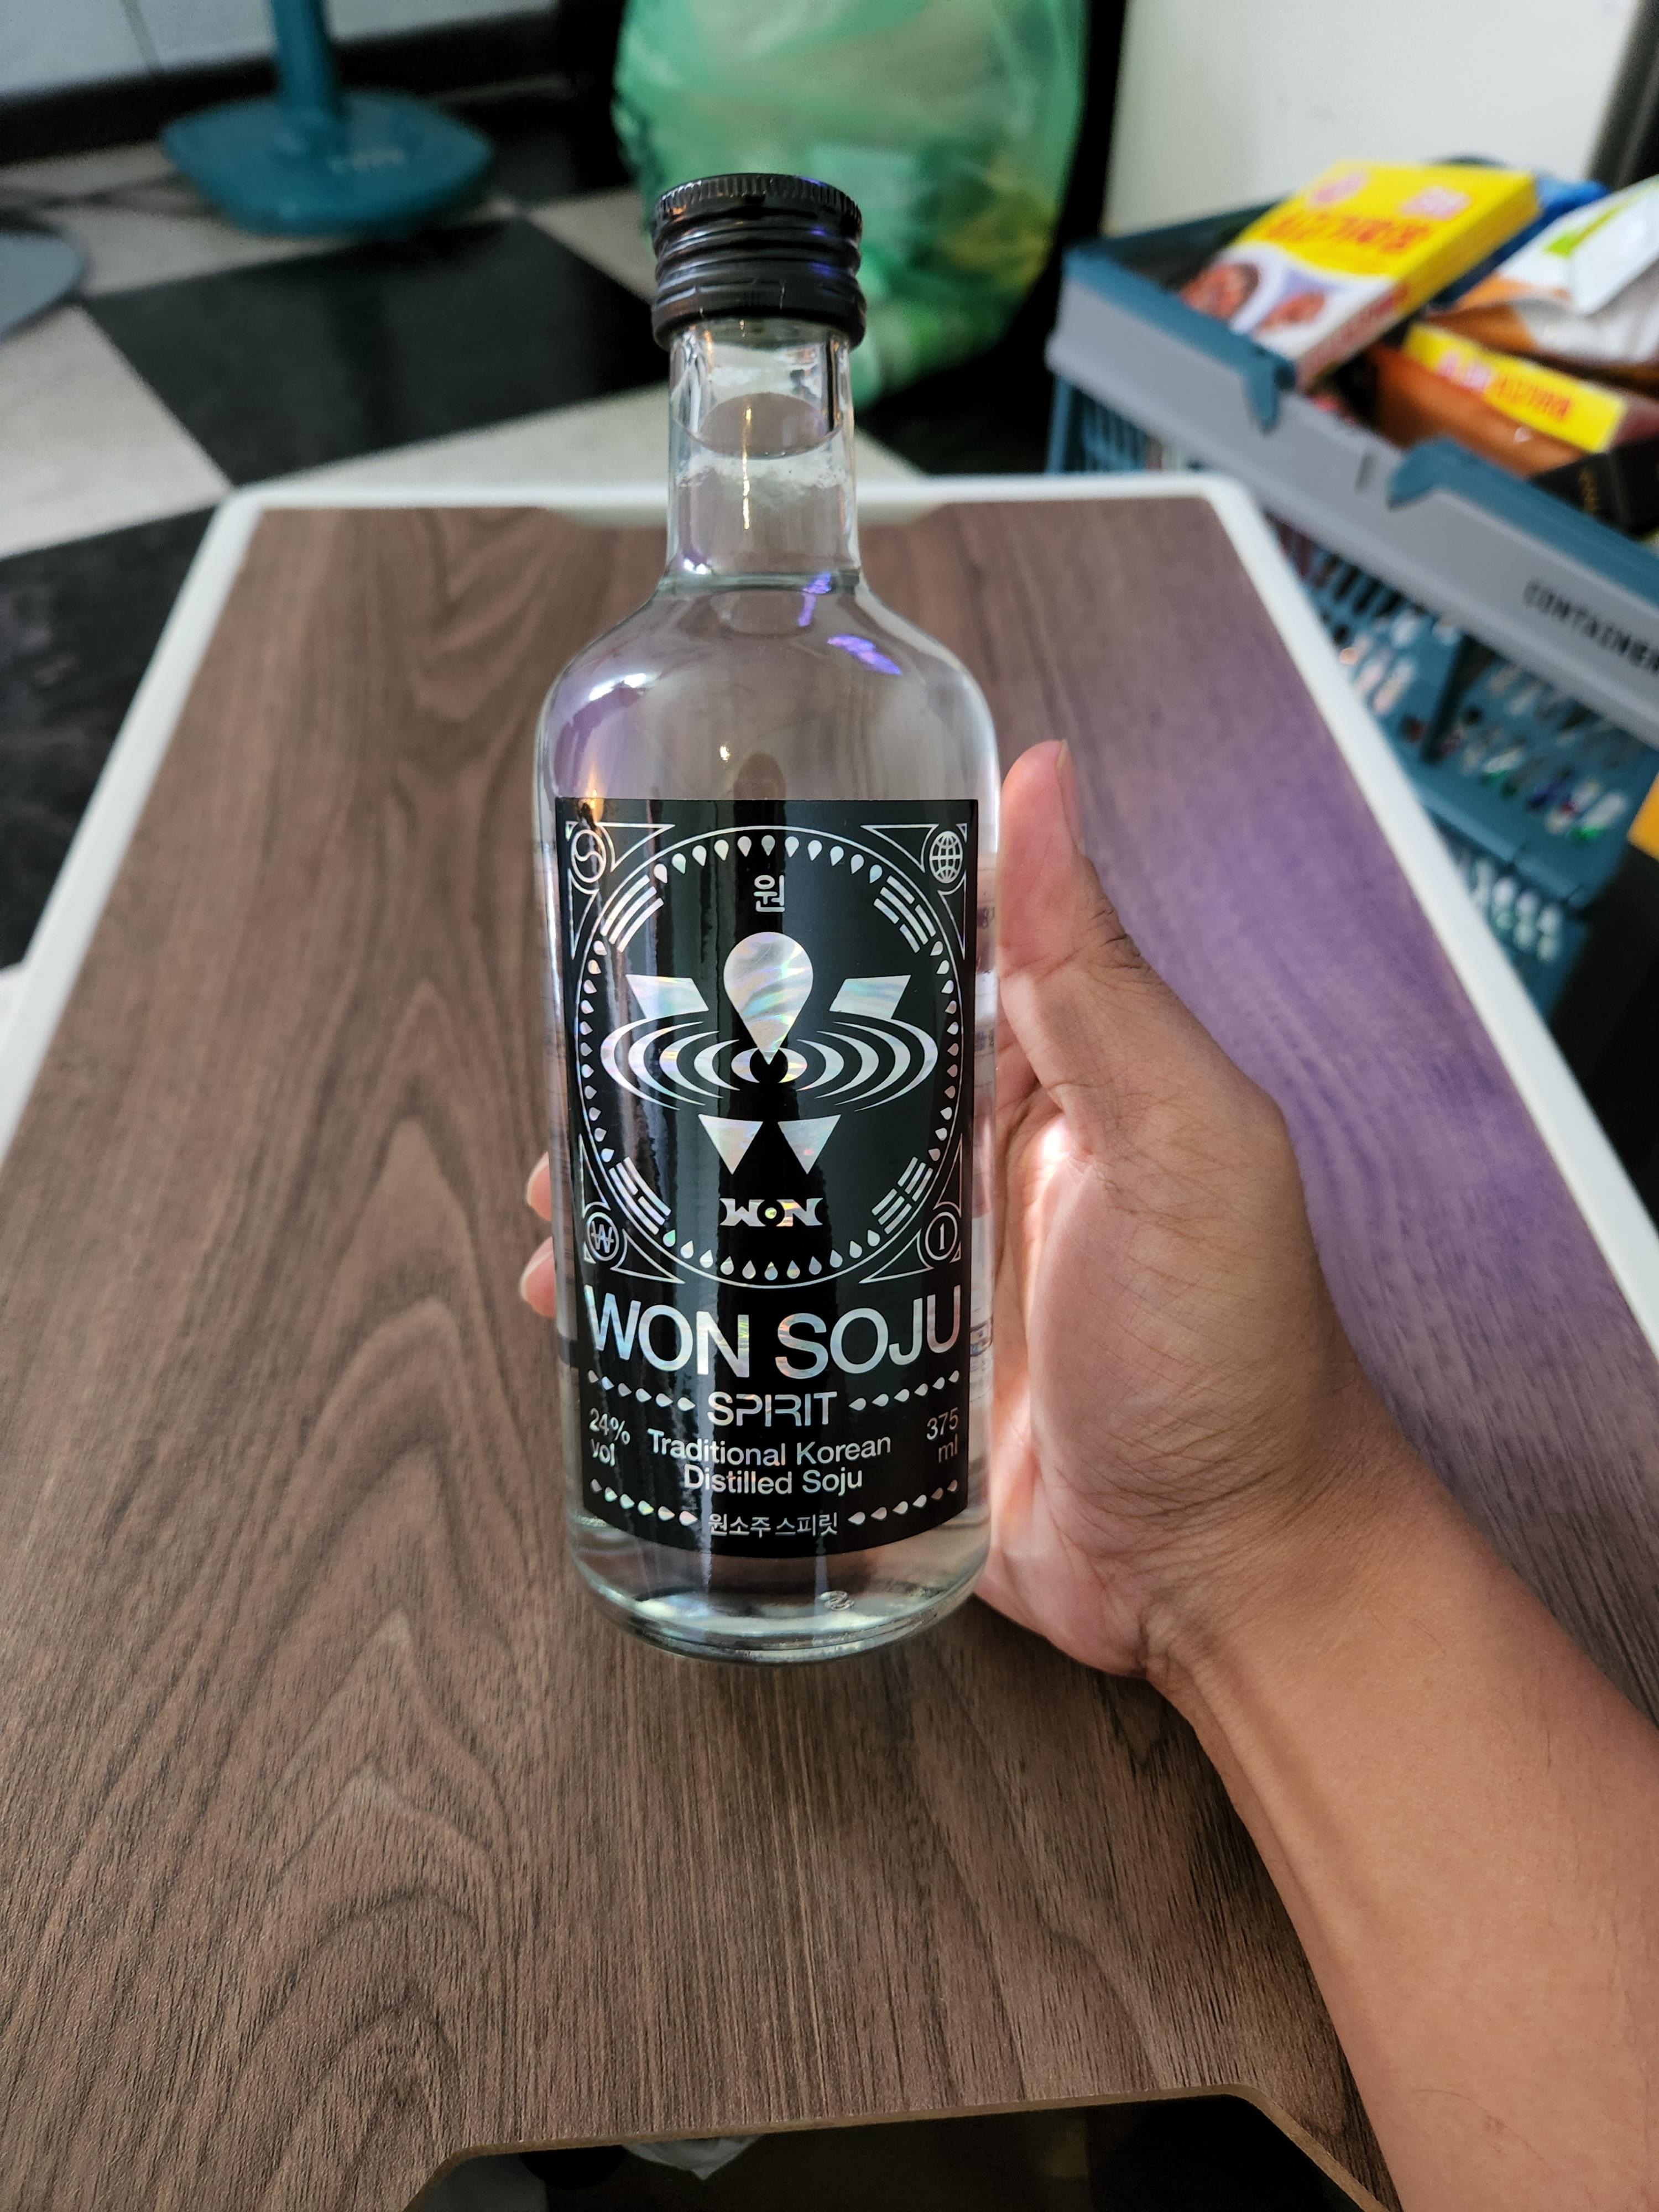 원
WON
W
1
WON SOJU
SPIRIT
24%
vol
Traditional Korean
Distilled Soju
375
ml
원소주 스피릿
CONTAINER